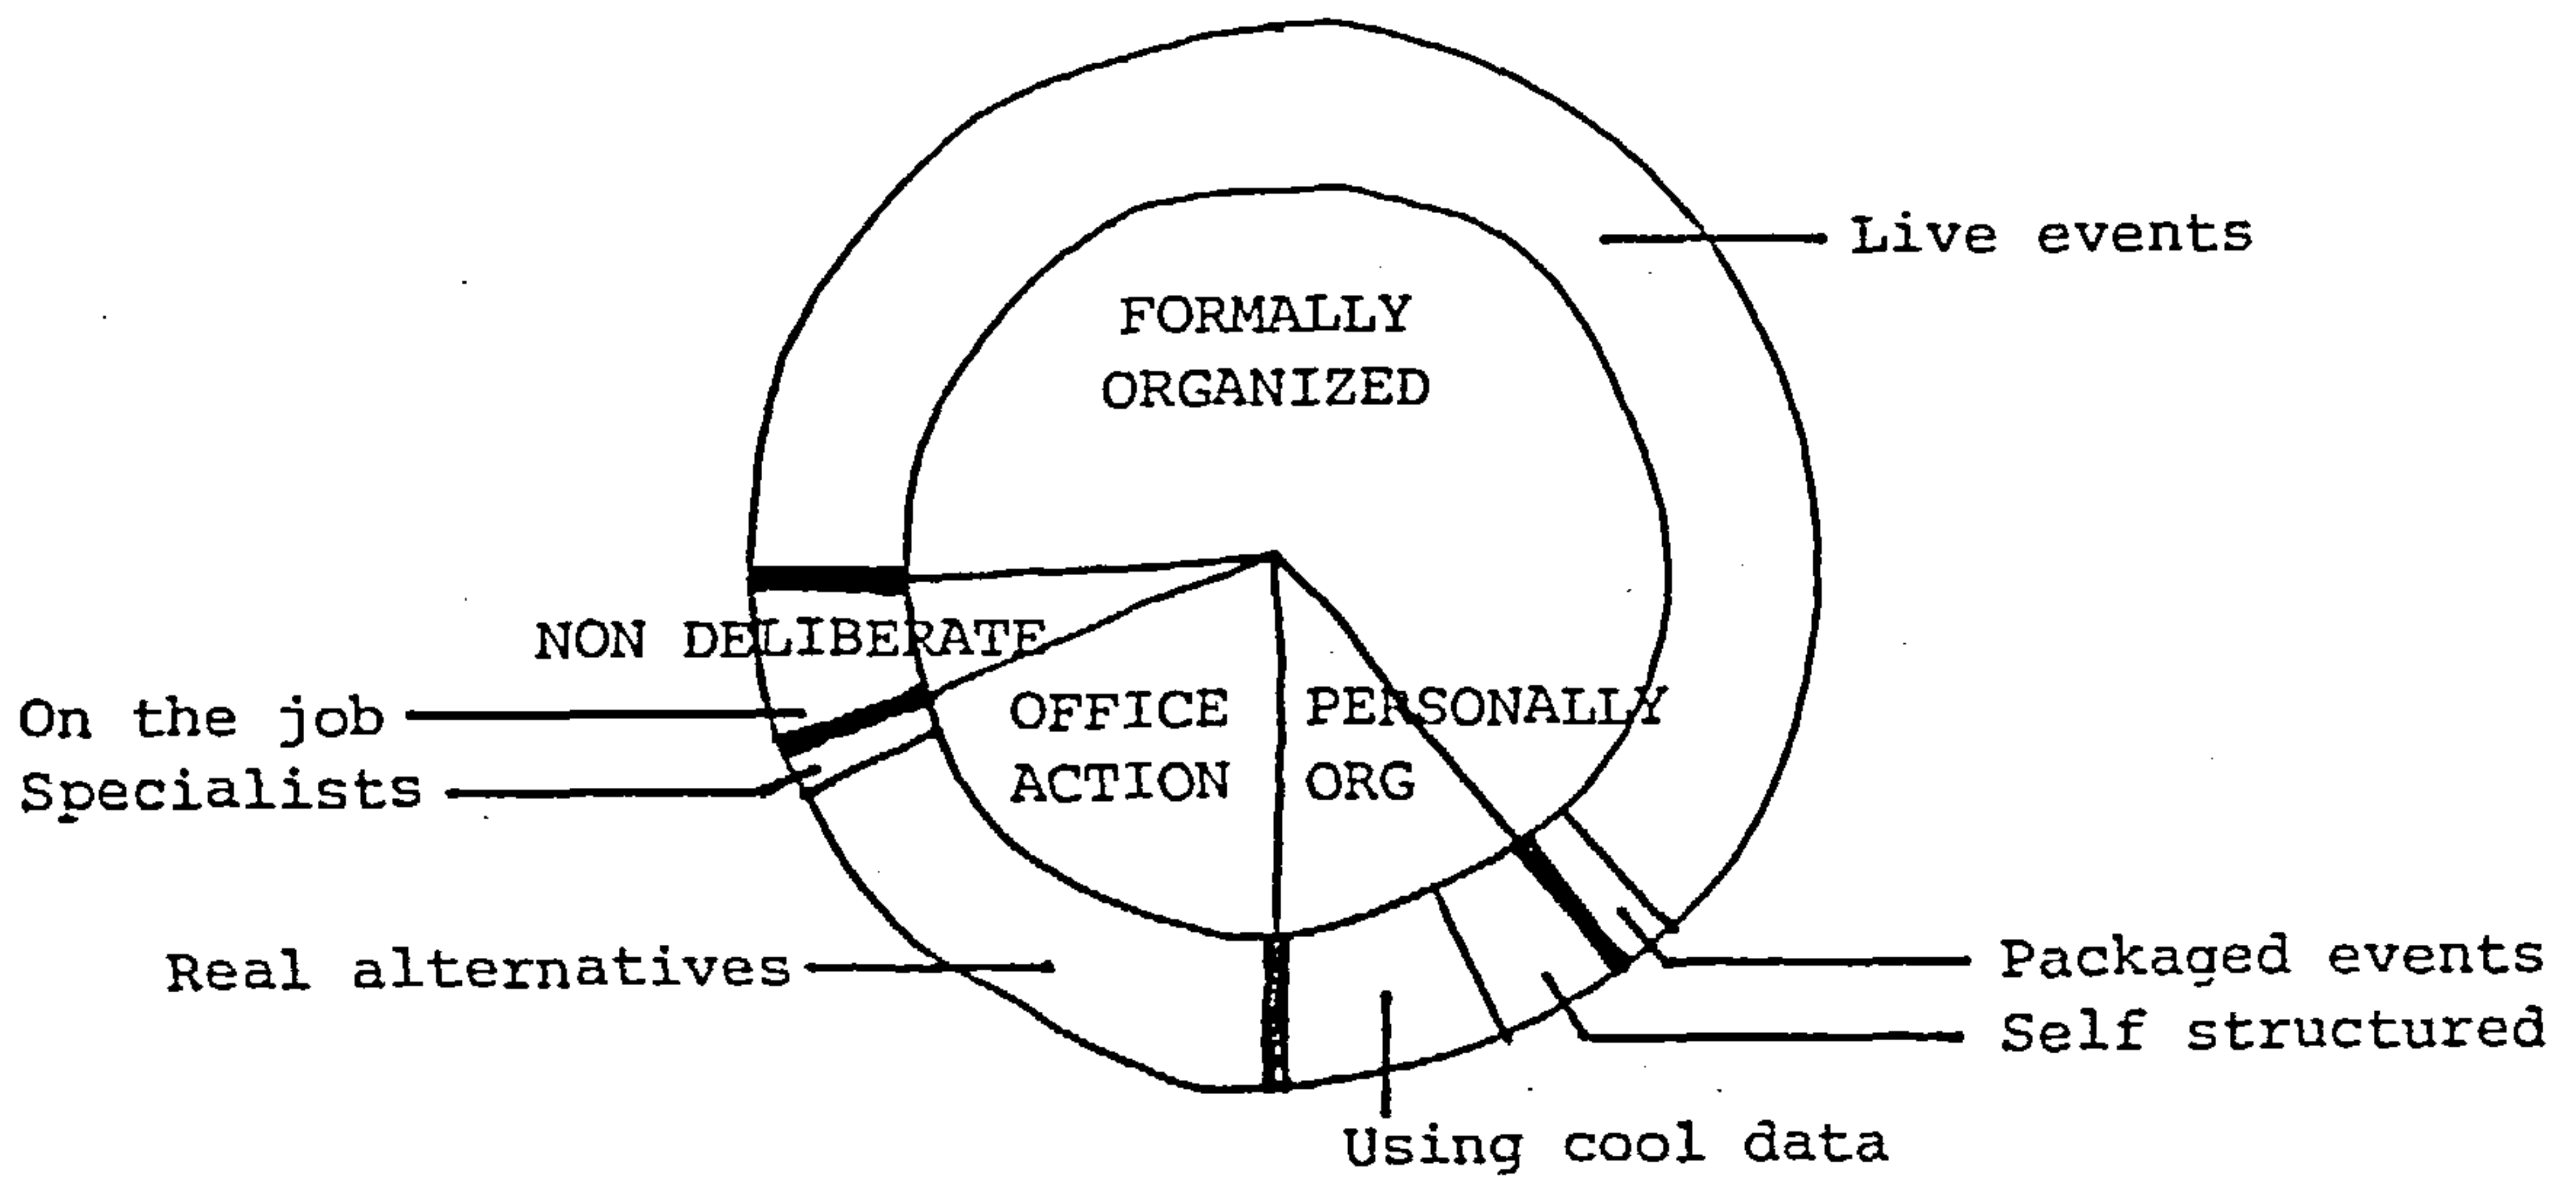 Live events
FORMALLY
ORGANIZED
NON DELIBERATE
On the job
Specialists
OFFICE
ACTION
PERSONALLY
ORG
Real alternatives
Packaged events
Self structured
Using cool data